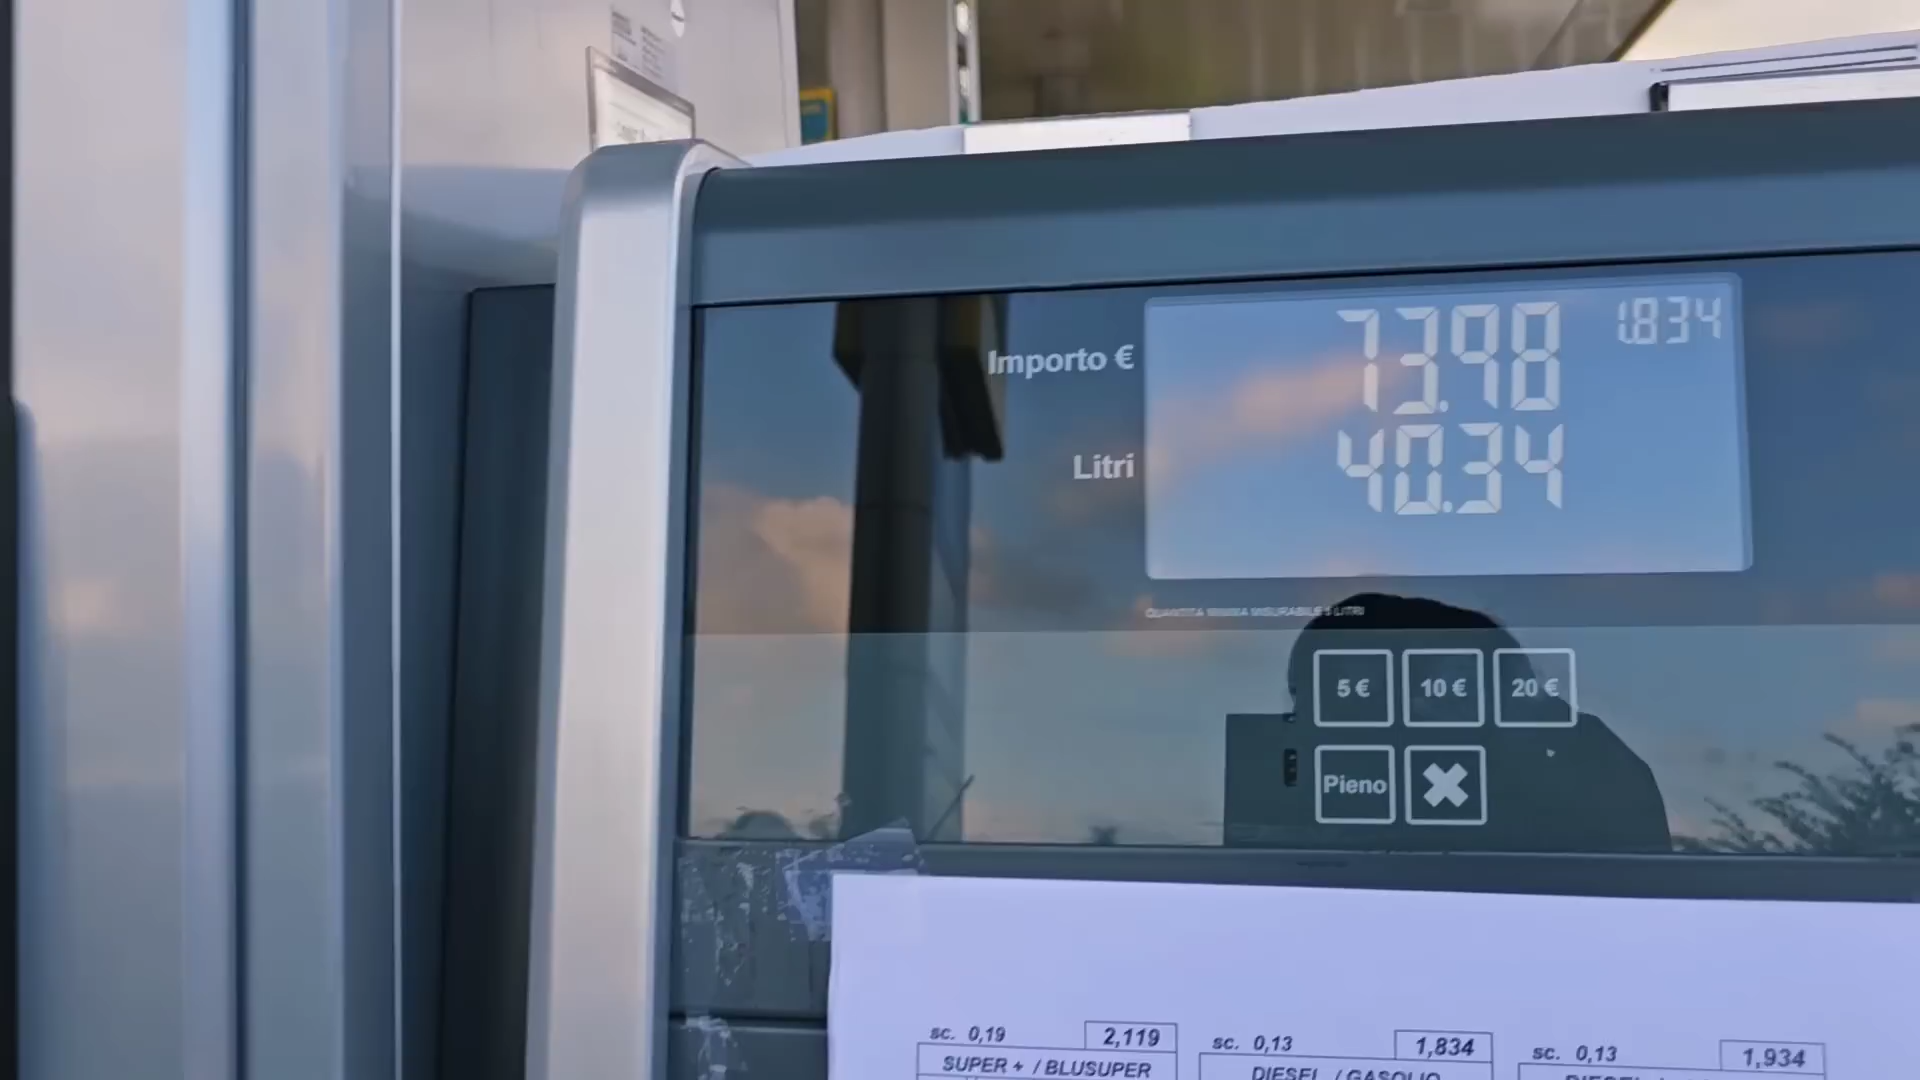 Importo € 73.98 1.834
Litri 40.34
5 € 10 € 20 €
Pieno
sc. 0,19 2,119 sc. 0,13 1,834 sc. 0,13 1,934
SUPER + / BLUSUPER DIESEL / GASOLIO